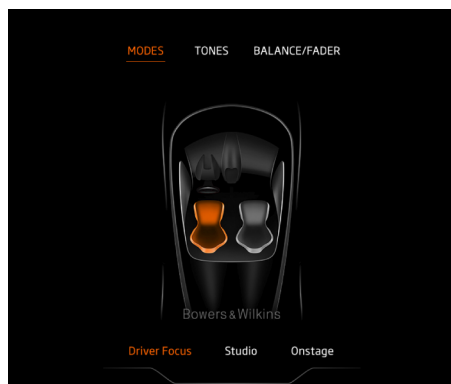 MODES TONES BALANCE/FADER
Bowers & Wilkins
Driver Focus Studio Onstage